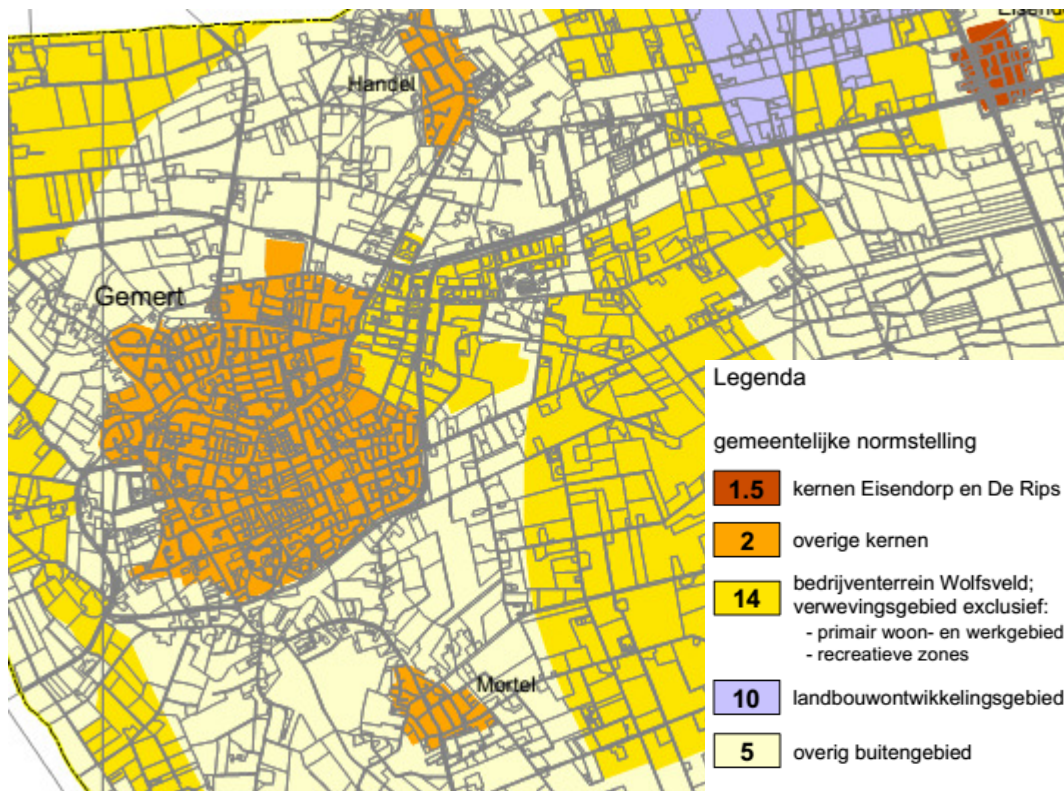 Handel
Gemert
Mortel
Legenda
gemeentelijke normstelling
1.5 kernen Eisendorp en De Rips
2 overige kernen
14 bedrijventerrein Wolfsveld;
verwevingsgebied exclusief:
- primair woon- en werkgebied
- recreatieve zones
10 landbouwontwikkelingsgebied
5 overig buitengebied